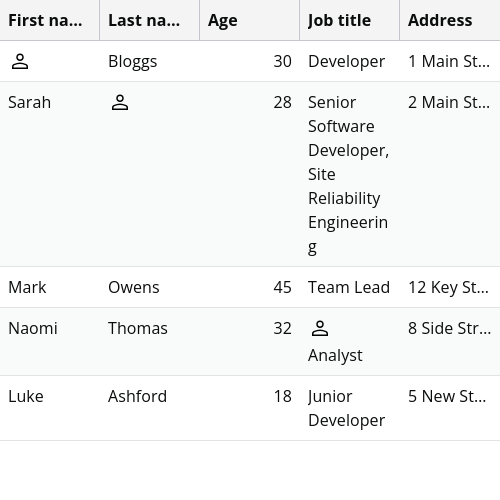 First na... Last na... Age Job title Address
Bloggs 30 Developer 1 Main St...
Sarah 28 Senior 2 Main St...
Software
Developer,
Site
Reliability
Engineerin
g
Mark Owens 45 Team Lead 12 Key St...
Naomi Thomas 32 8 Side Str...
Analyst
Luke Ashford 18 Junior 5 New St...
Developer